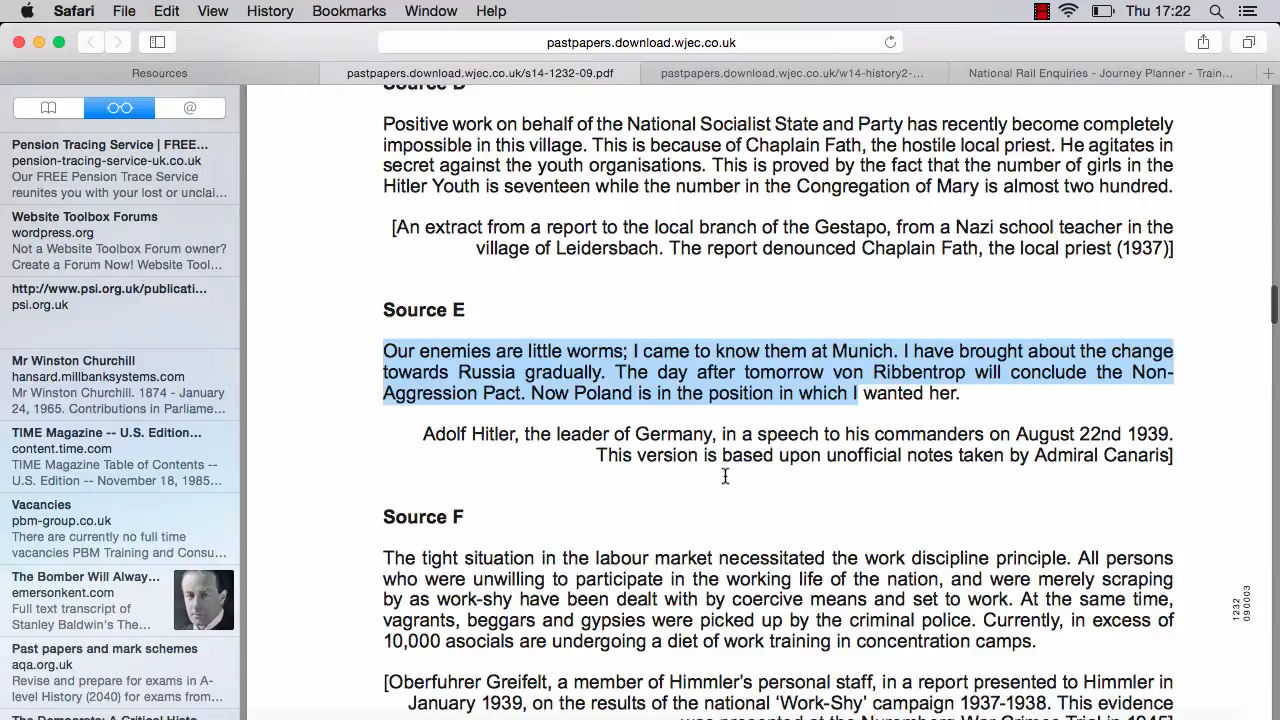 Safari File Edit View History Bookmarks Window Help Thu 17:22
pastpapers.download.wjec.co.uk
Resources
pastpapers.download.wjec.co.uk/s14-1232-09.pdf
pastpapers.download.wjec.co.uk/w14-history2-...
National Rail Enquiries - Journey Planner - Train...
Pension Tracing Service | FREE...
pension-tracing-service-uk.co.uk
Our FREE Pension Trace Service
reunites you with your lost or unclai...
Website Toolbox Forums
wordpress.org
Not a Website Toolbox Forum owner?
Create a Forum Now! Website Tool...
http://www.psi.org.uk/publicati...
psi.org.uk
Mr Winston Churchill
hansard.millbanksystems.com
Mr Winston Churchill. 1874 - January
24, 1965. Contributions in Parliame...
TIME Magazine -- U.S. Edition...
content.time.com
TIME Magazine Table of Contents --
U.S. Edition -- November 18, 1985...
Vacancies
pbm-group.co.uk
There are currently no full time
vacancies PBM Training and Consu...
The Bomber Will Alway...
emersonkent.com
Full text transcript of
Stanley Baldwin's The...
Past papers and mark schemes
aqa.org.uk
Revise and prepare for exams in A-
level History (2040) for exams from...
The Democrats: A Critical Histo...
Source D
Positive work on behalf of the National Socialist State and Party has recently become completely
impossible in this village. This is because of Chaplain Fath, the hostile local priest. He agitates in
secret against the youth organisations. This is proved by the fact that the number of girls in the
Hitler Youth is seventeen while the number in the Congregation of Mary is almost two hundred.
[An extract from a report to the local branch of the Gestapo, from a Nazi school teacher in the
village of Leidersbach. The report denounced Chaplain Fath, the local priest (1937)]
Source E
Our enemies are little worms; I came to know them at Munich. I have brought about the change
towards Russia gradually. The day after tomorrow von Ribbentrop will conclude the Non-
Aggression Pact. Now Poland is in the position in which I wanted her.
Adolf Hitler, the leader of Germany, in a speech to his commanders on August 22nd 1939.
This version is based upon unofficial notes taken by Admiral Canaris]
Source F
The tight situation in the labour market necessitated the work discipline principle. All persons
who were unwilling to participate in the working life of the nation, and were merely scraping
by as work-shy have been dealt with by coercive means and set to work. At the same time,
vagrants, beggars and gypsies were picked up by the criminal police. Currently, in excess of
10,000 asocials are undergoing a diet of work training in concentration camps.
[Oberfuhrer Greifelt, a member of Himmler's personal staff, in a report presented to Himmler in
January 1939, on the results of the national 'Work-Shy' campaign 1937-1938. This evidence
was presented at the Nuremberg War Crimes Trial in 1945]
1232
090003